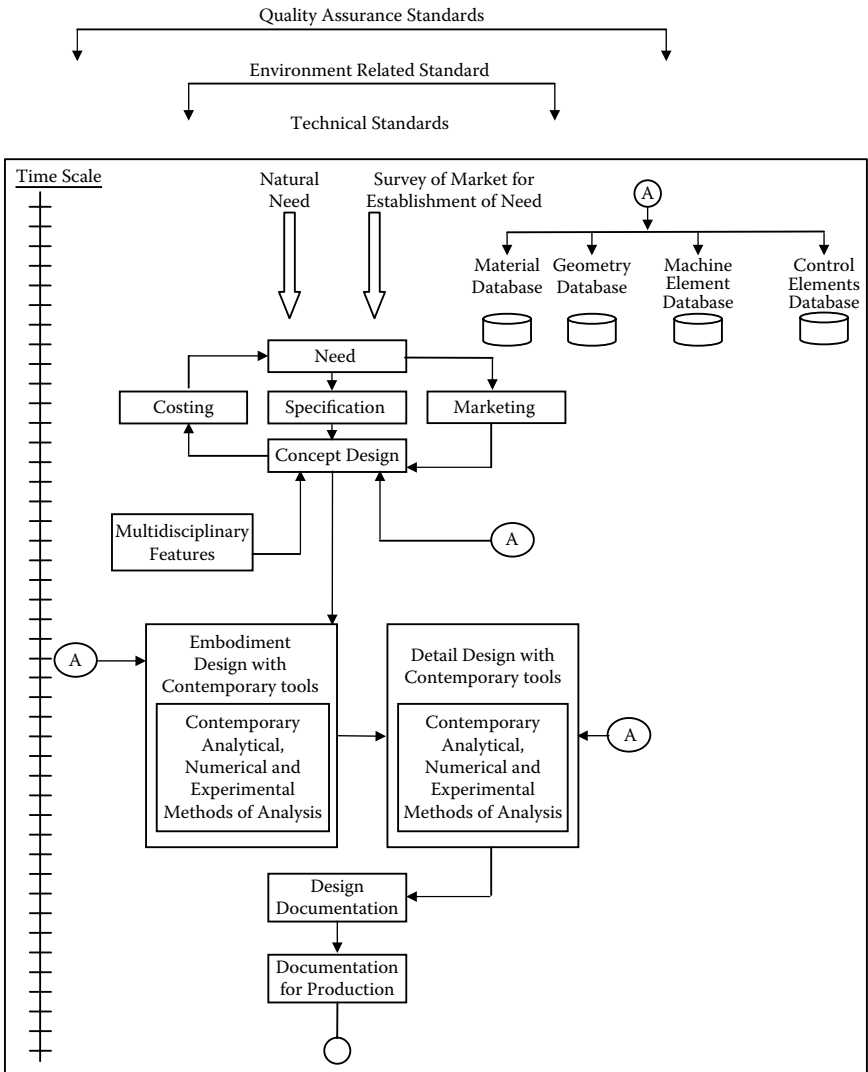 Quality Assurance Standards
Environment Related Standard
Technical Standards
Time Scale
Natural
Need
Survey of Market for
Establishment of Need
A
Material
Database
Geometry
Database
Machine
Element
Database
Control
Elements
Database
Need
Costing
Specification
Marketing
Concept Design
Multidisciplinary
Features
A
A
Embodiment
Design with
Contemporary tools
Contemporary
Analytical,
Numerical and
Experimental
Methods of Analysis
Detail Design with
Contemporary tools
Contemporary
Analytical,
Numerical and
Experimental
Methods of Analysis
A
Design
Documentation
Documentation
for Production